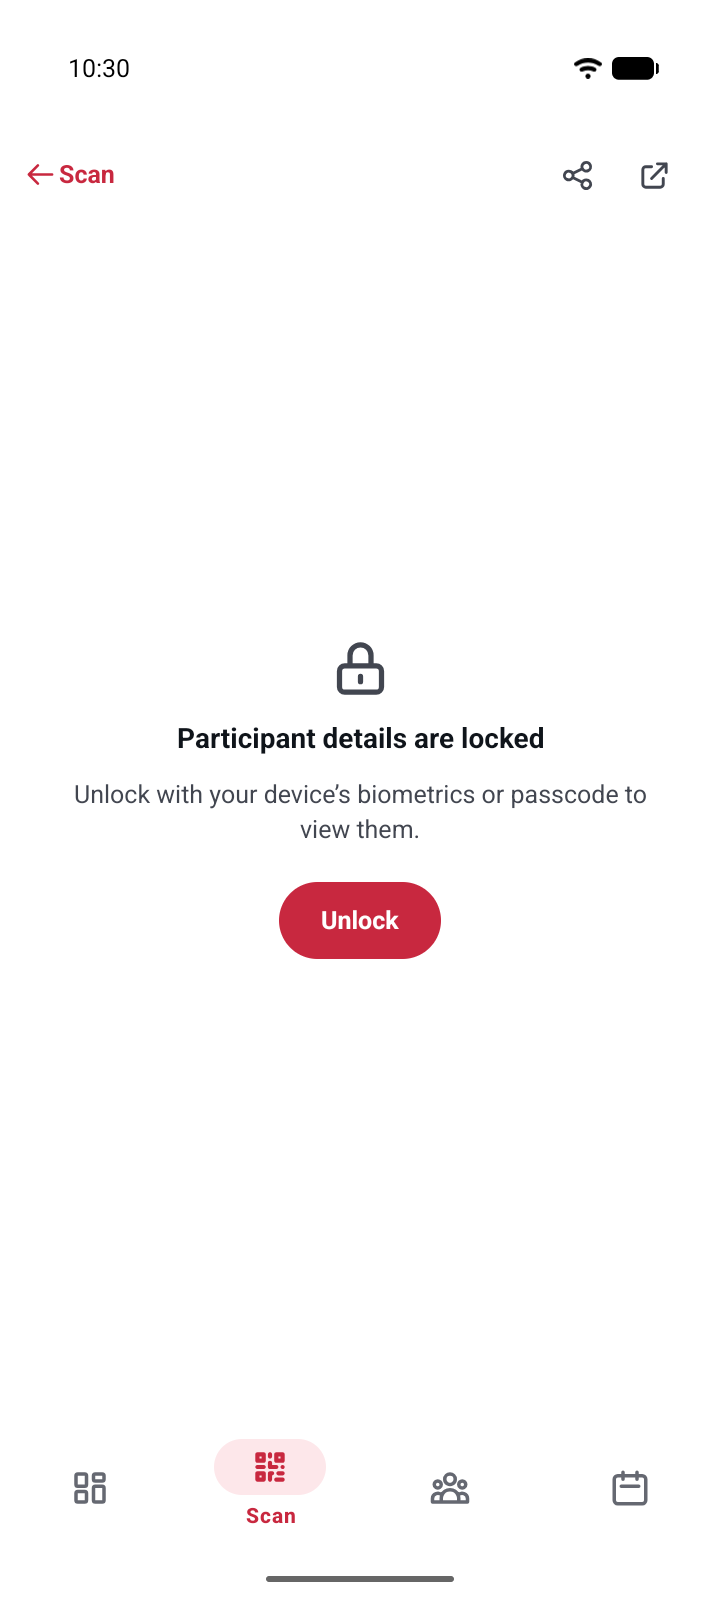 10:30
Scan
Participant details are locked
Unlock with your device’s biometrics or passcode to
view them.
Unlock
Scan